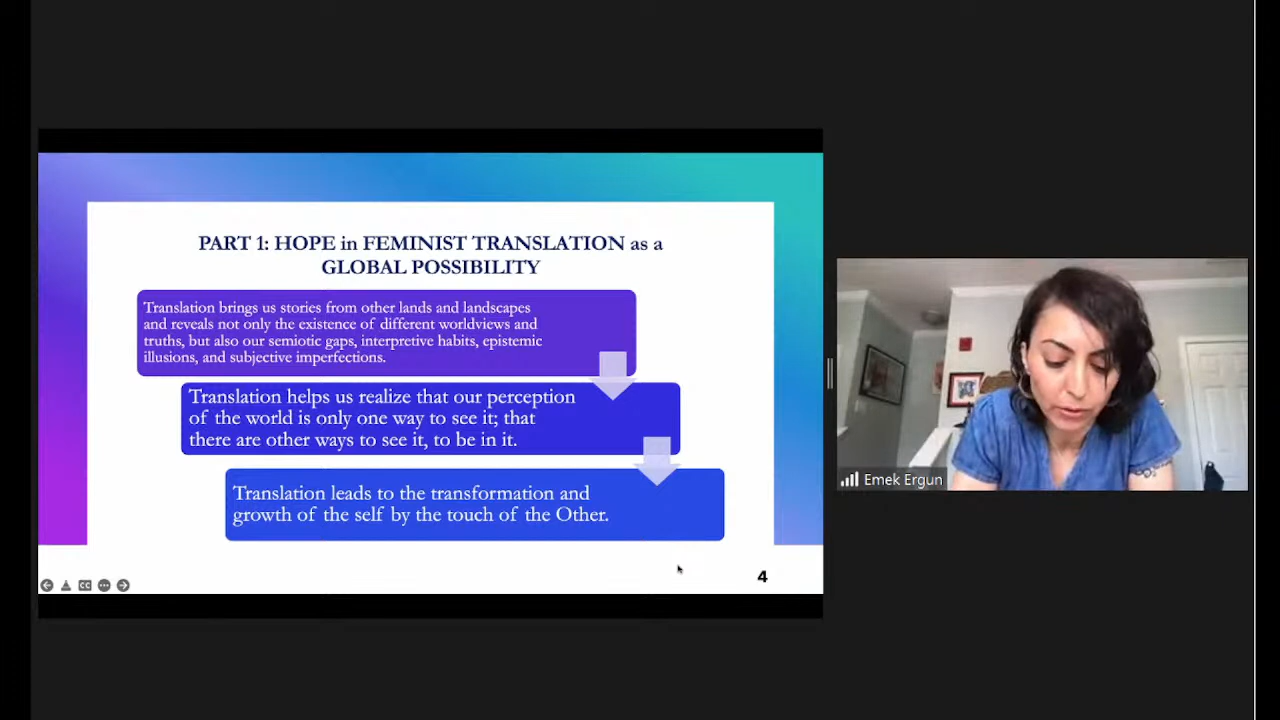 PART 1: HOPE in FEMINIST TRANSLATION as a
GLOBAL POSSIBILITY
Translation brings us stories from other lands and landscapes
and reveals not only the existence of different worldviews and
truths, but also our semiotic gaps, interpretive habits, epistemic
illusions, and subjective imperfections.
Translation helps us realize that our perception
of the world is only one way to see it; that
there are other ways to see it, to be in it.
Translation leads to the transformation and
growth of the self by the touch of the Other.
CC
4
Emek Ergun